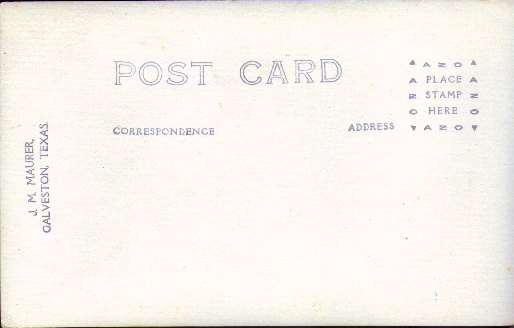 POST CARD
▲ AZO ▲
A PLACE A
Z STAMP Z
O HERE O
▼ AZO ▼
CORRESPONDENCE
ADDRESS
J. M. MAURER,
GALVESTON, TEXAS.